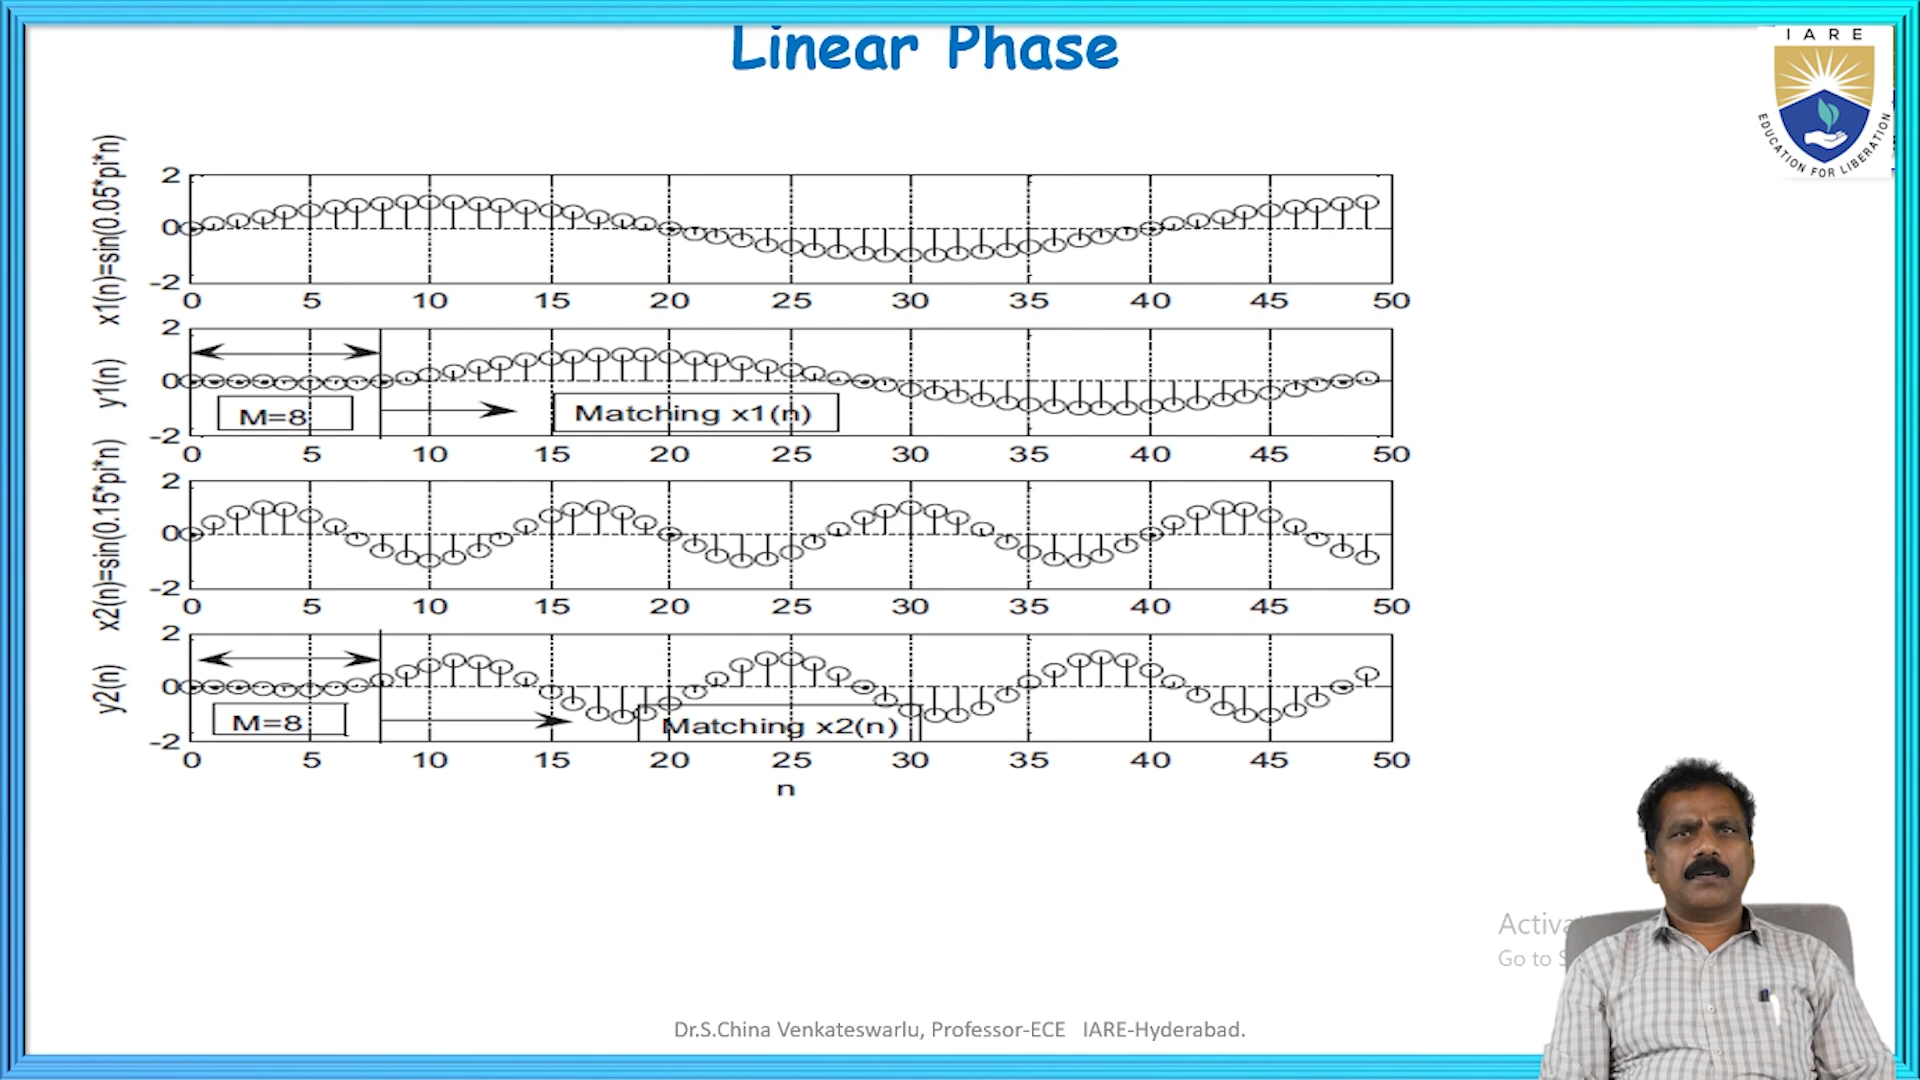 Linear Phase
I A R E
EDUCATION FOR LIBERATION
x1(n)=sin(0.05*pi*n)
2
0
-2
0 5 10 15 20 25 30 35 40 45 50
y1(n)
2
0
-2
M=8
Matching x1(n)
0 5 10 15 20 25 30 35 40 45 50
x2(n)=sin(0.15*pi*n)
2
0
-2
0 5 10 15 20 25 30 35 40 45 50
y2(n)
2
0
-2
M=8
Matching x2(n)
0 5 10 15 20 25 30 35 40 45 50
n
Go to
Dr.S.China Venkateswarlu, Professor-ECE IARE-Hyderabad.